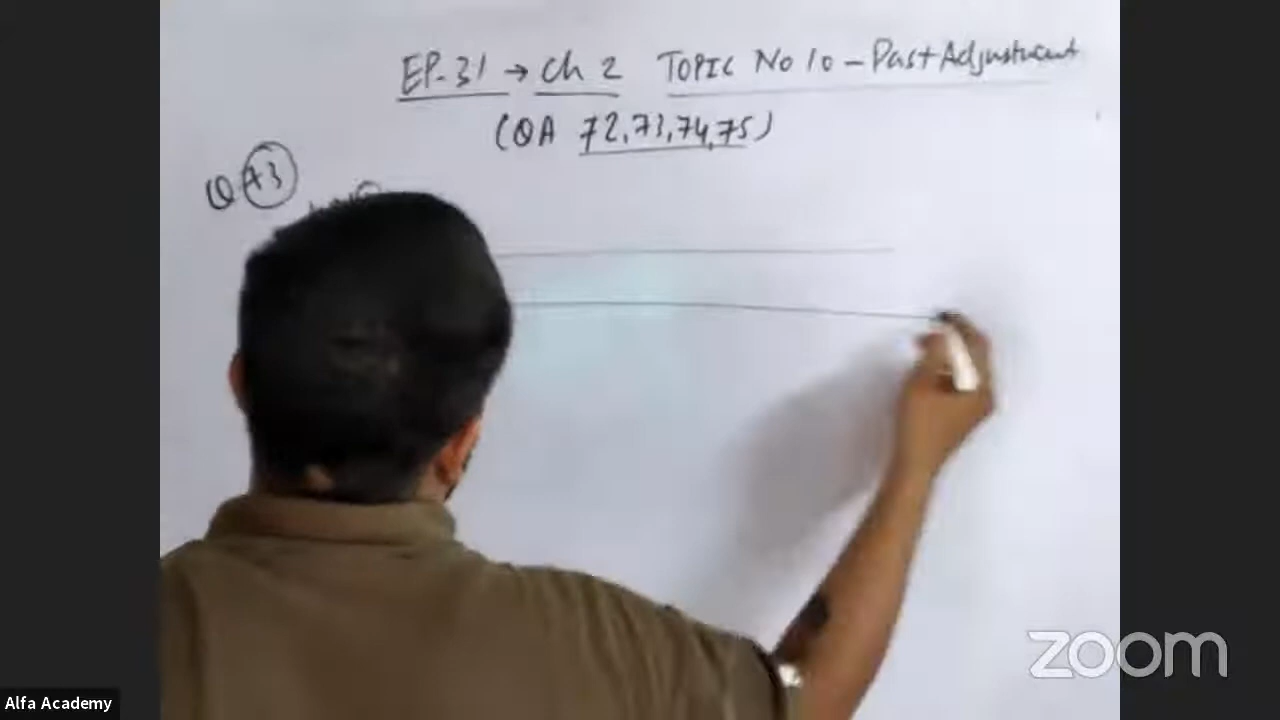 EP-31 → Ch 2 TOPIC No 10 - Past Adjustment
(QA 72,73,74,75)
Q 73
zoom
Alfa Academy